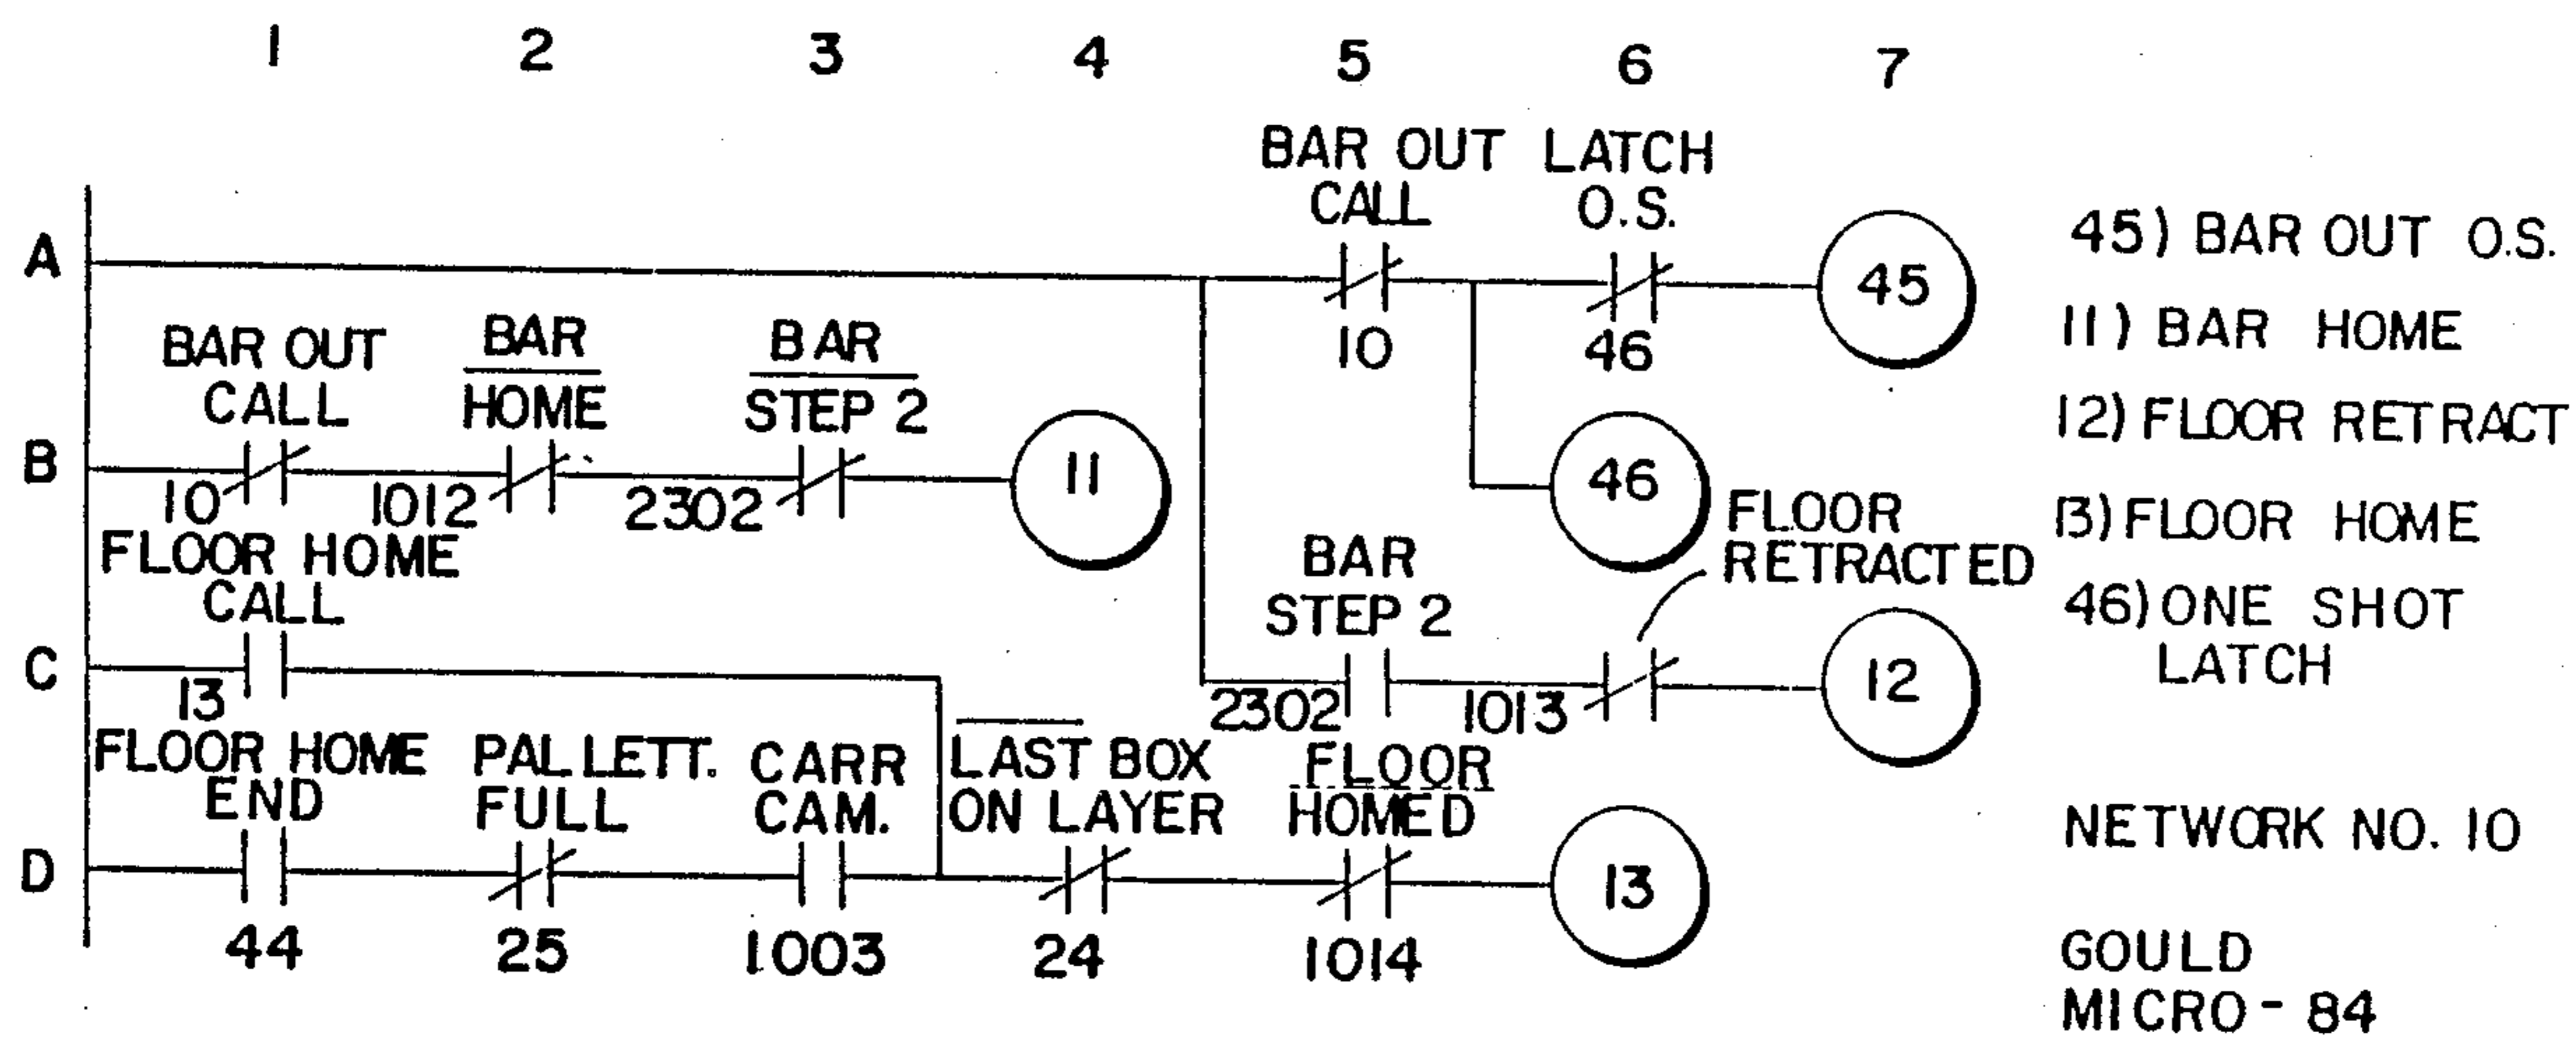 1 2 3 4 5 6 7
BAR OUT LATCH
CALL O.S.
A
45
45) BAR OUT O.S.
10 46
11) BAR HOME
BAR OUT BAR BAR
CALL HOME STEP 2
12) FLOOR RETRACT
B
10 1012 2302 11 46
FLOOR
RETRACTED
13) FLOOR HOME
FLOOR HOME
CALL
BAR
STEP 2
46) ONE SHOT
LATCH
C
13 2302 1013 12
FLOOR HOME PALLETT. CARR LAST BOX FLOOR
END FULL CAM. ON LAYER HOMED
NETWORK NO. 10
D
13
44 25 1003 24 1014
GOULD
MICRO-84